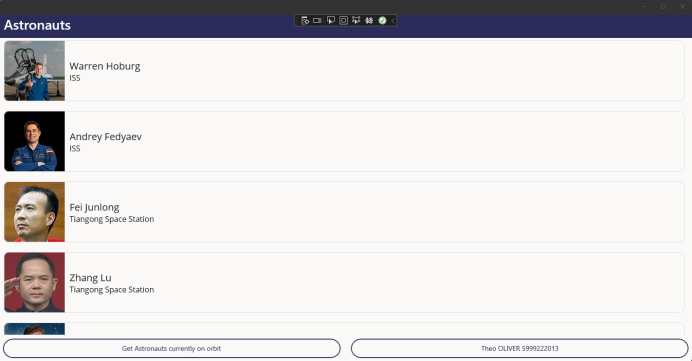 Astronauts
Warren Hoburg
ISS
Andrey Fedyaev
ISS
Fei Junlong
Tiangong Space Station
Zhang Lu
Tiangong Space Station
Get Astronauts currently on orbit
Theo OLIVER S999222013